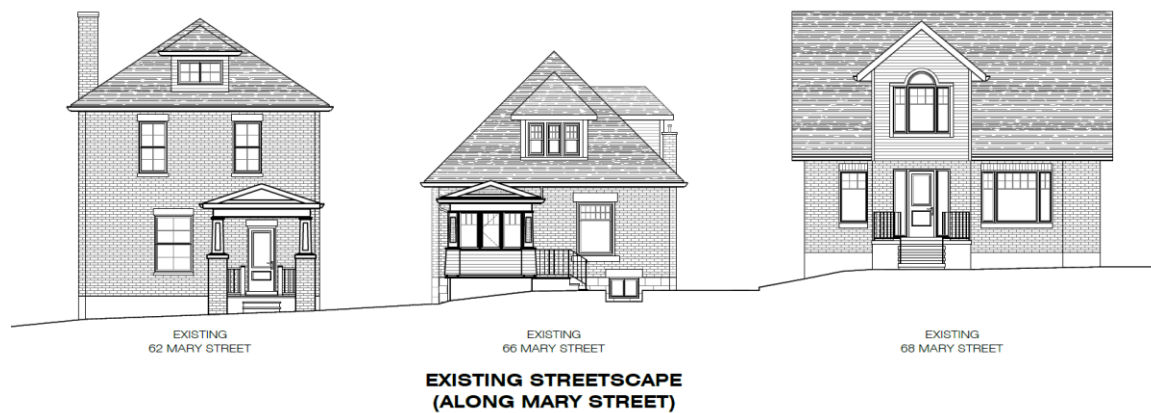 EXISTING
62 MARY STREET
EXISTING
66 MARY STREET
EXISTING
68 MARY STREET
EXISTING STREETSCAPE
(ALONG MARY STREET)